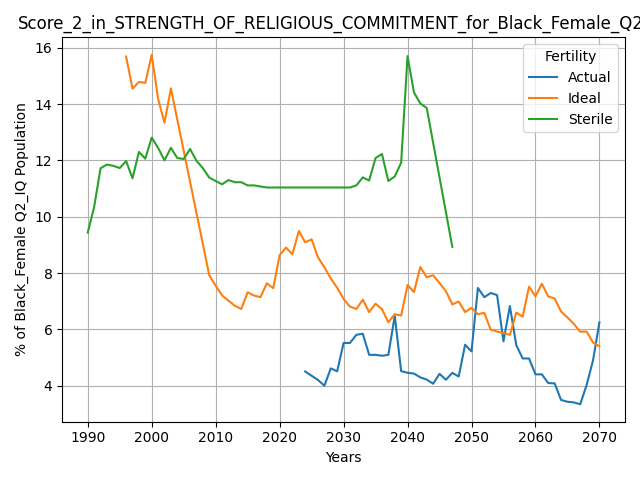 Score_2_in_STRENGTH_OF_RELIGIOUS_COMMITMENT_for_Black_Female_Q2
Fertility
Actual
Ideal
Sterile
% of Black_Female Q2_IQ Population
16
14
12
10
8
6
4
1990 2000 2010 2020 2030 2040 2050 2060 2070
Years